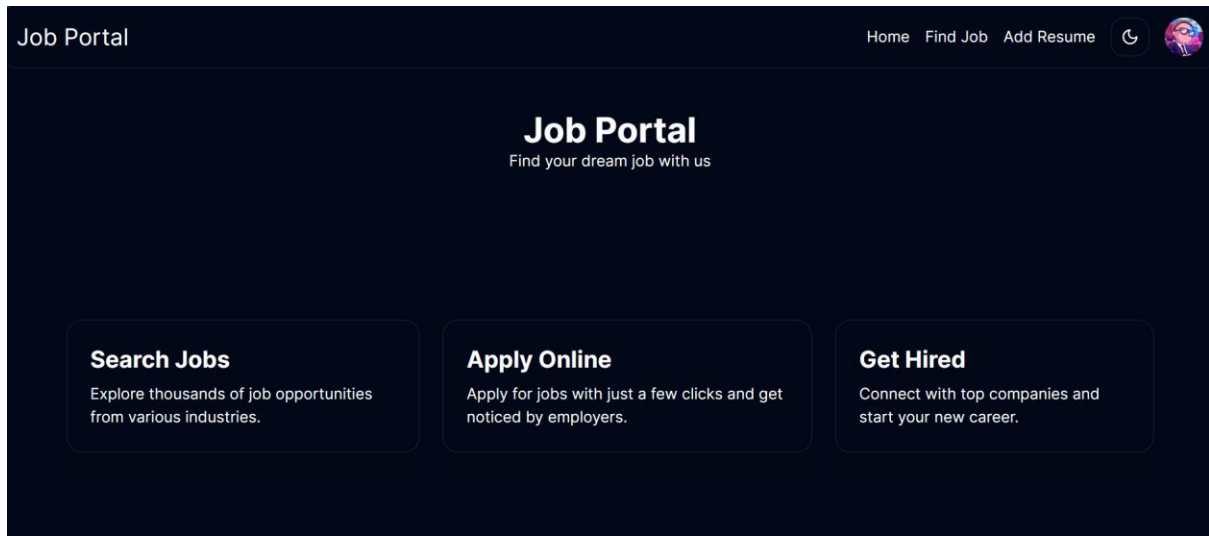 Job Portal
Home Find Job Add Resume
Job Portal
Find your dream job with us
Search Jobs
Explore thousands of job opportunities
from various industries.
Apply Online
Apply for jobs with just a few clicks and get
noticed by employers.
Get Hired
Connect with top companies and
start your new career.